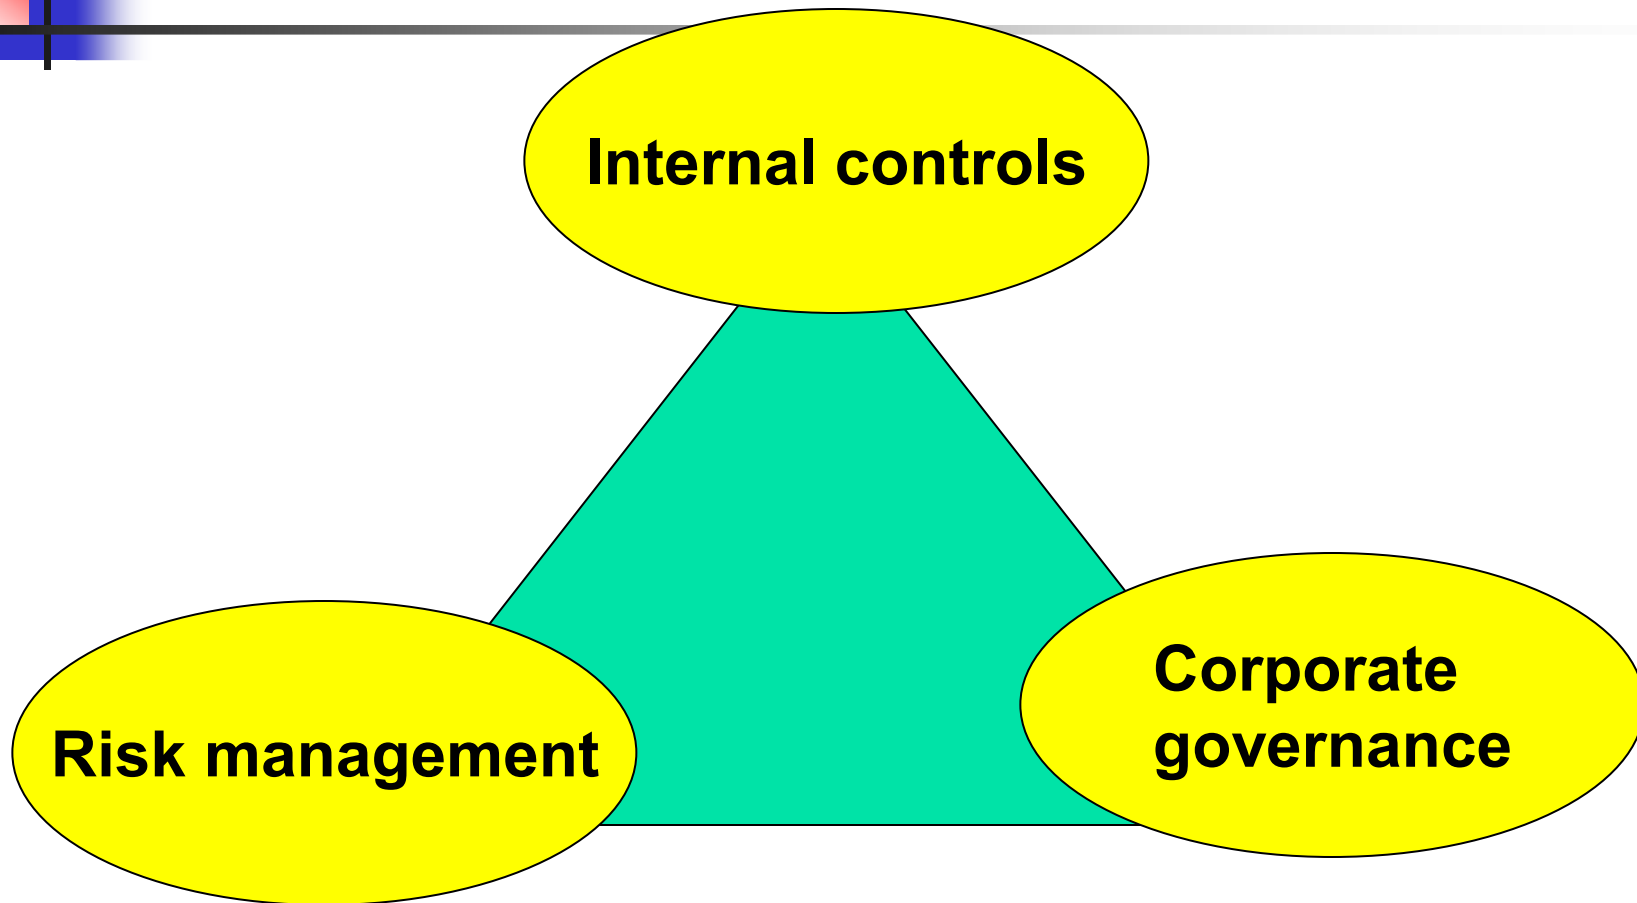 Internal controls
Risk management
Corporate
governance